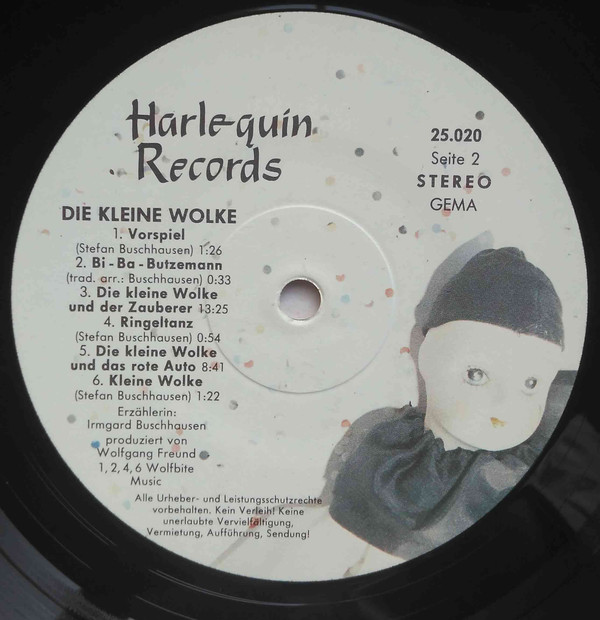 Harlequin
Records
25.020
Seite 2
STEREO
GEMA
DIE KLEINE WOLKE
1. Vorspiel
(Stefan Buschhausen) 1:26
2. Bi-Ba-Butzemann
(trad. arr.: Buschhausen) 0:33
3. Die kleine Wolke
und der Zauberer 13:25
4. Ringeltanz
(Stefan Buschhausen) 0:54
5. Die kleine Wolke
und das rote Auto 8:41
6. Kleine Wolke
(Stefan Buschhausen) 1:22
Erzählerin:
Irmgard Buschhausen
produziert von
Wolfgang Freund
1, 2, 4, 6 Wolfbite
Music
Alle Urheber- und Leistungsschutzrechte
vorbehalten. Kein Verleih! Keine
unerlaubte Vervielfältigung,
Vermietung, Aufführung, Sendung!